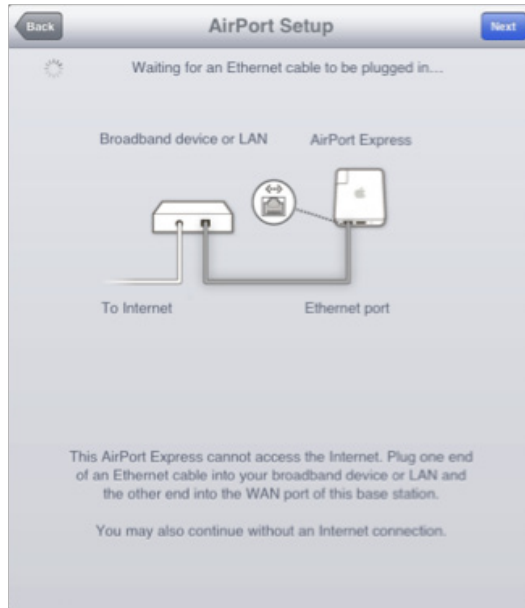 Back
AirPort Setup
Next
Waiting for an Ethernet cable to be plugged in...
Broadband device or LAN
AirPort Express
To Internet
Ethernet port
This AirPort Express cannot access the Internet. Plug one end
of an Ethernet cable into your broadband device or LAN and
the other end into the WAN port of this base station.
You may also continue without an Internet connection.